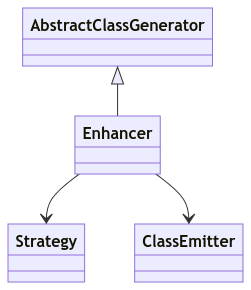 AbstractClassGenerator
Enhancer
Strategy
ClassEmitter